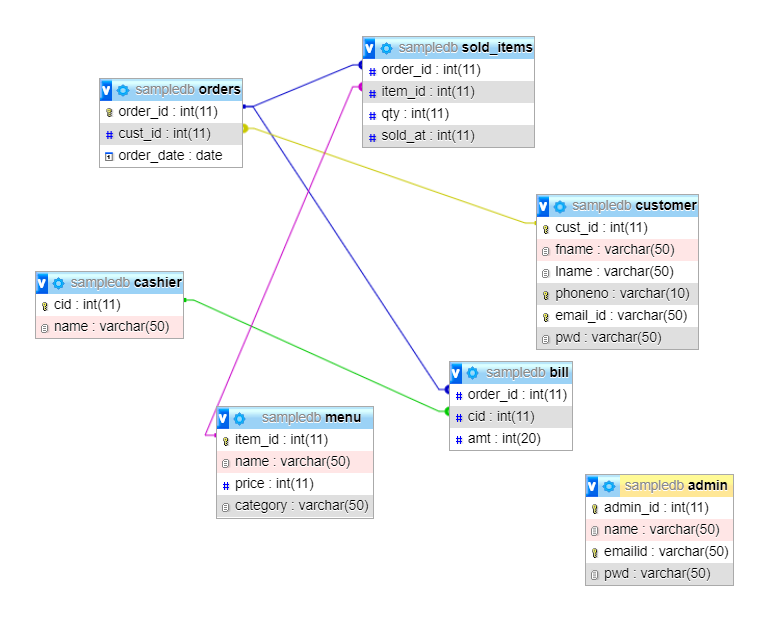 sampledb sold_items
order_id : int(11)
item_id : int(11)
qty : int(11)
sold_at : int(11)
sampledb orders
order_id : int(11)
cust_id : int(11)
order_date : date
sampledb customer
cust_id : int(11)
fname : varchar(50)
lname : varchar(50)
phoneno : varchar(10)
email_id : varchar(50)
pwd : varchar(50)
sampledb cashier
cid : int(11)
name : varchar(50)
sampledb bill
order_id : int(11)
cid : int(11)
amt : int(20)
sampledb menu
item_id : int(11)
name : varchar(50)
price : int(11)
category : varchar(50)
sampledb admin
admin_id : int(11)
name : varchar(50)
emailid : varchar(50)
pwd : varchar(50)